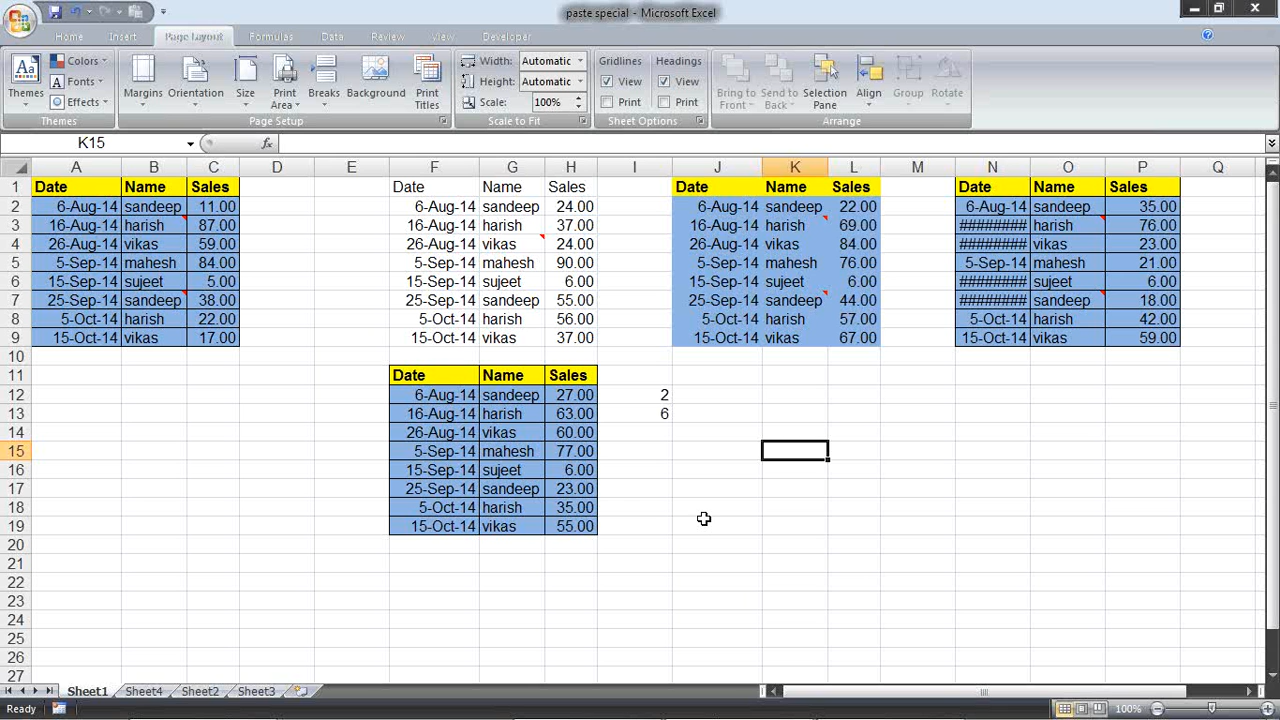 paste special - Microsoft Excel
Home Insert Page Layout Formulas Data Review View Developer
Themes
Colors
Fonts
Effects
Margins Orientation Size Print Area Breaks Background Print Titles
Width: Automatic
Height: Automatic
Scale: 100%
Gridlines Headings
View View
Print Print
Bring to Front Send to Back Selection Pane Align Group Rotate
Themes Page Setup Scale to Fit Sheet Options Arrange
K15 fx
A B C D E F G H I J K L M N O P Q
1 Date Name Sales Date Name Sales Date Name Sales Date Name Sales
2 6-Aug-14 sandeep 11.00 6-Aug-14 sandeep 24.00 6-Aug-14 sandeep 22.00 6-Aug-14 sandeep 35.00
3 16-Aug-14 harish 87.00 16-Aug-14 harish 37.00 16-Aug-14 harish 69.00 ######## harish 76.00
4 26-Aug-14 vikas 59.00 26-Aug-14 vikas 24.00 26-Aug-14 vikas 84.00 ######## vikas 23.00
5 5-Sep-14 mahesh 84.00 5-Sep-14 mahesh 90.00 5-Sep-14 mahesh 76.00 5-Sep-14 mahesh 21.00
6 15-Sep-14 sujeet 5.00 15-Sep-14 sujeet 6.00 15-Sep-14 sujeet 6.00 ######## sujeet 6.00
7 25-Sep-14 sandeep 38.00 25-Sep-14 sandeep 55.00 25-Sep-14 sandeep 44.00 ######## sandeep 18.00
8 5-Oct-14 harish 22.00 5-Oct-14 harish 56.00 5-Oct-14 harish 57.00 5-Oct-14 harish 42.00
9 15-Oct-14 vikas 17.00 15-Oct-14 vikas 37.00 15-Oct-14 vikas 67.00 15-Oct-14 vikas 59.00
10
11 Date Name Sales
12 6-Aug-14 sandeep 27.00 2
13 16-Aug-14 harish 63.00 6
14 26-Aug-14 vikas 60.00
15 5-Sep-14 mahesh 77.00
16 15-Sep-14 sujeet 6.00
17 25-Sep-14 sandeep 23.00
18 5-Oct-14 harish 35.00
19 15-Oct-14 vikas 55.00
20
21
22
23
24
25
26
27
Sheet1 Sheet4 Sheet2 Sheet3
Ready 100%